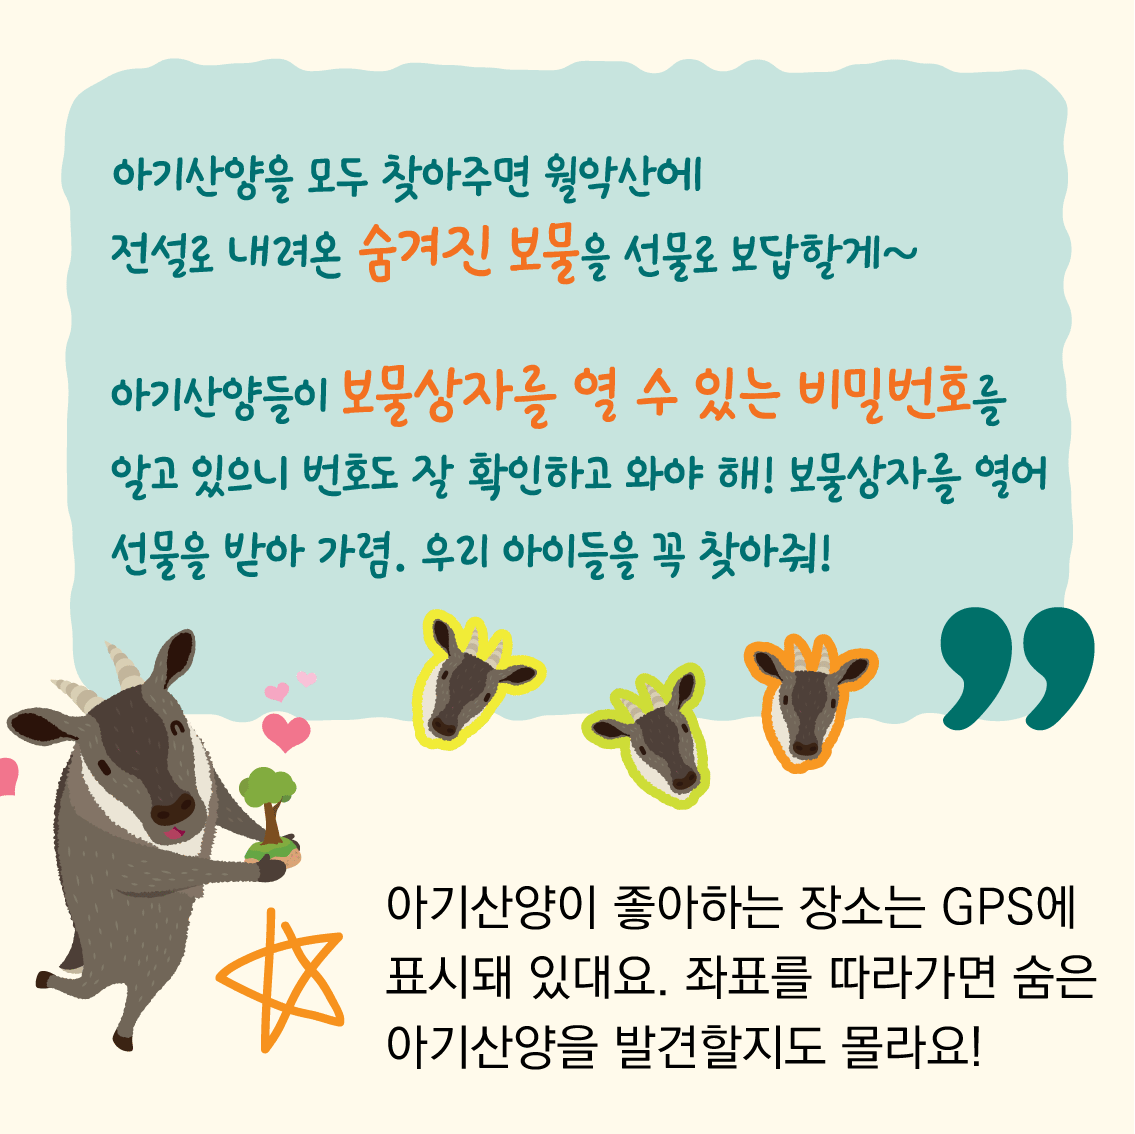 아기산양을 모두 찾아주면 월악산에
전설로 내려온 숨겨진 보물을 선물로 보답할게~
아기산양들이 보물상자를 열 수 있는 비밀번호를
알고 있으니 번호도 잘 확인하고 와야 해! 보물상자를 열어
선물을 받아 가렴. 우리 아이들을 꼭 찾아줘!
”
아기산양이 좋아하는 장소는 GPS에
표시돼 있대요. 좌표를 따라가면 숨은
아기산양을 발견할지도 몰라요!